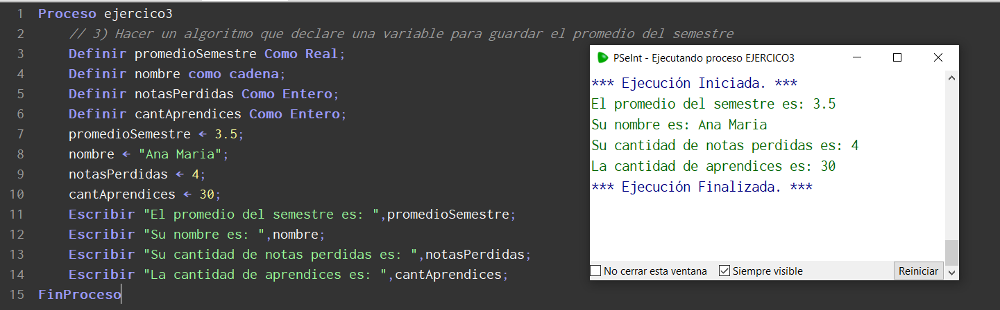 1 Proceso ejercico3
2 // 3) Hacer un algoritmo que declare una variable para guardar el promedio del semestre
3 Definir promedioSemestre Como Real;
4 Definir nombre como cadena;
5 Definir notasPerdidas Como Entero;
6 Definir cantAprendices Como Entero;
7 promedioSemestre ← 3.5;
8 nombre ← "Ana Maria";
9 notasPerdidas ← 4;
10 cantAprendices ← 30;
11 Escribir "El promedio del semestre es: ",promedioSemestre;
12 Escribir "Su nombre es: ",nombre;
13 Escribir "Su cantidad de notas perdidas es: ",notasPerdidas;
14 Escribir "La cantidad de aprendices es: ",cantAprendices;
15 FinProceso
PSeInt - Ejecutando proceso EJERCICO3
*** Ejecución Iniciada. ***
El promedio del semestre es: 3.5
Su nombre es: Ana Maria
Su cantidad de notas perdidas es: 4
La cantidad de aprendices es: 30
*** Ejecución Finalizada. ***
No cerrar esta ventana Siempre visible Reiniciar